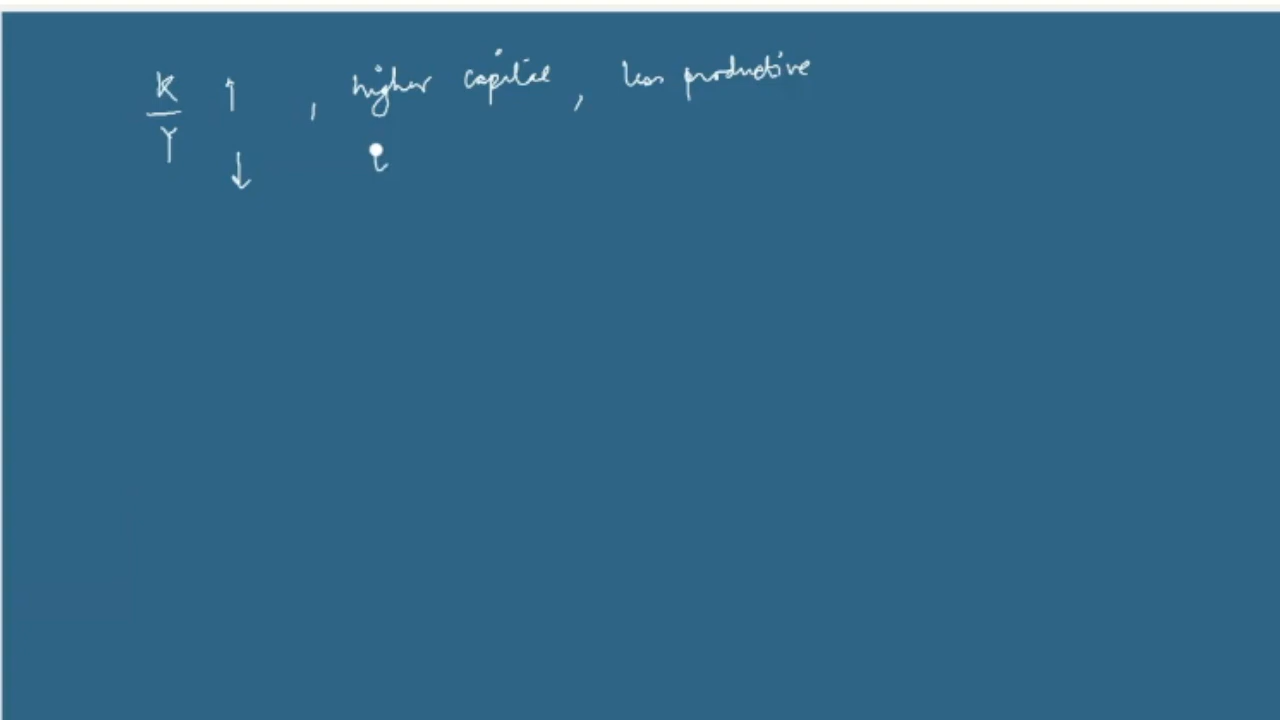 K/Y ↑ , higher capital , less productive
↓